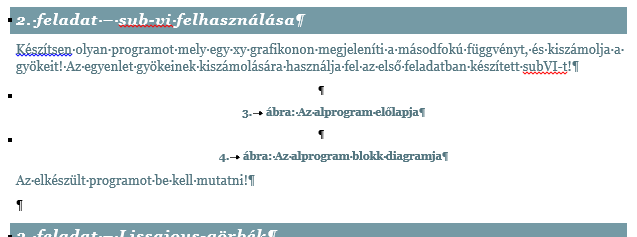 2. feladat – sub-vi felhasználása¶
Készítsen olyan programot mely egy xy grafikonon megjeleníti a másodfokú függvényt, és kiszámolja a
gyökeit! Az egyenlet gyökeinek kiszámolására használja fel az első feladatban készített subVI-t!¶
¶
3. → ábra: Az alprogram előlapja¶
¶
4. → ábra: Az alprogram blokk diagramja¶
Az elkészült programot be kell mutatni!¶
¶
3. feladat – Lissajous-görbék¶